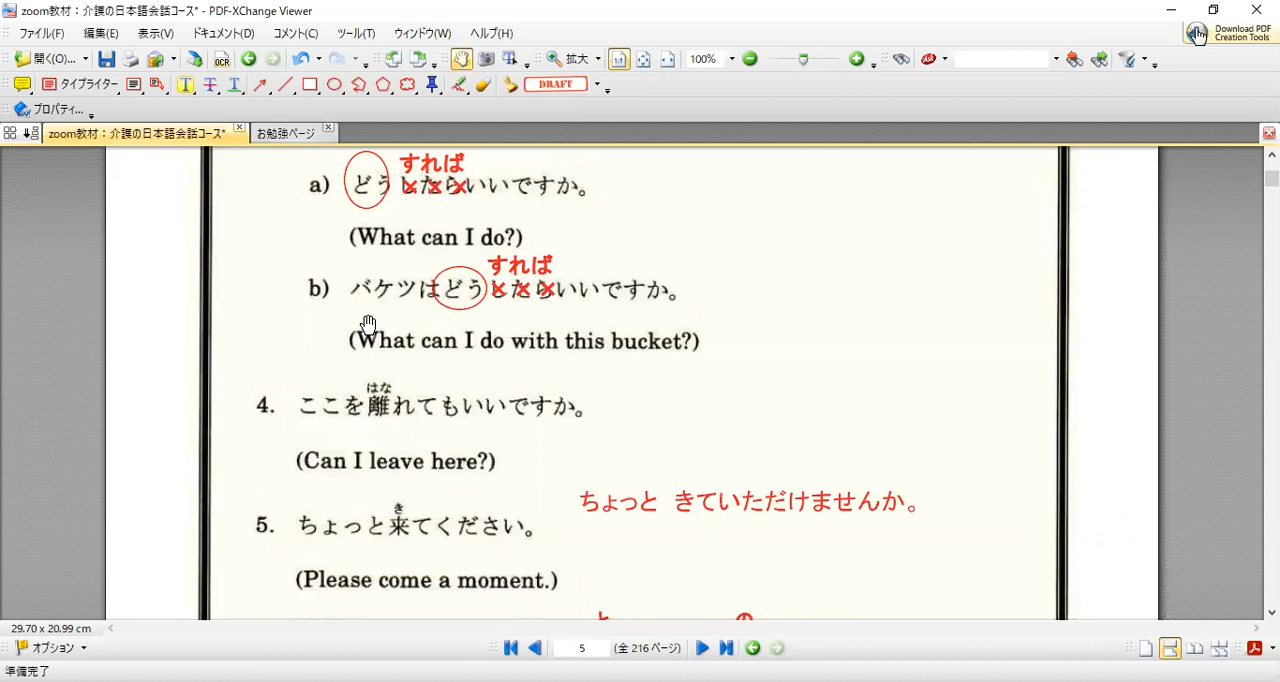 zoom教材：介護の日本語会話コース* - PDF-XChange Viewer
ファイル(F) 編集(E) 表示(V) ドキュメント(D) コメント(C) ツール(T) ウィンドウ(W) ヘルプ(H)
Download PDF
Creation Tools
開く(O)... OCR 拡大 100%
タイプライター DRAFT
プロパティ...
zoom教材：介護の日本語会話コース* お勉強ページ
すれば
a) どうしたらいいですか。
(What can I do?)
すれば
b) バケツはどうしたらいいですか。
(What can I do with this bucket?)
はな
4. ここを離れてもいいですか。
(Can I leave here?)
ちょっと きていただけませんか。
き
5. ちょっと来てください。
(Please come a moment.)
と の
29.70 x 20.99 cm
オプション 5 (全 216 ページ)
準備完了